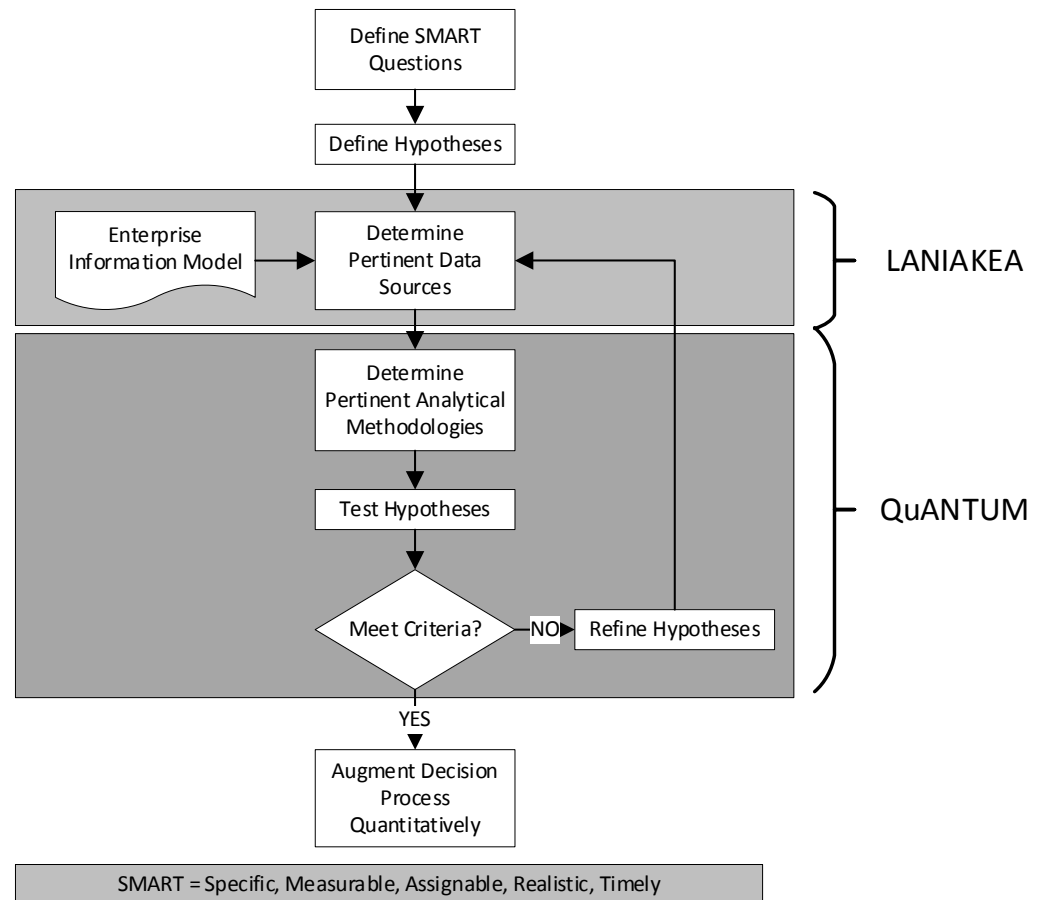 Define SMART
Questions
Define Hypotheses
Enterprise
Information Model
Determine
Pertinent Data
Sources
LANIAKEA
Determine
Pertinent Analytical
Methodologies
Test Hypotheses
QuANTUM
Meet Criteria?
NO
Refine Hypotheses
YES
Augment Decision
Process
Quantitatively
SMART = Specific, Measurable, Assignable, Realistic, Timely